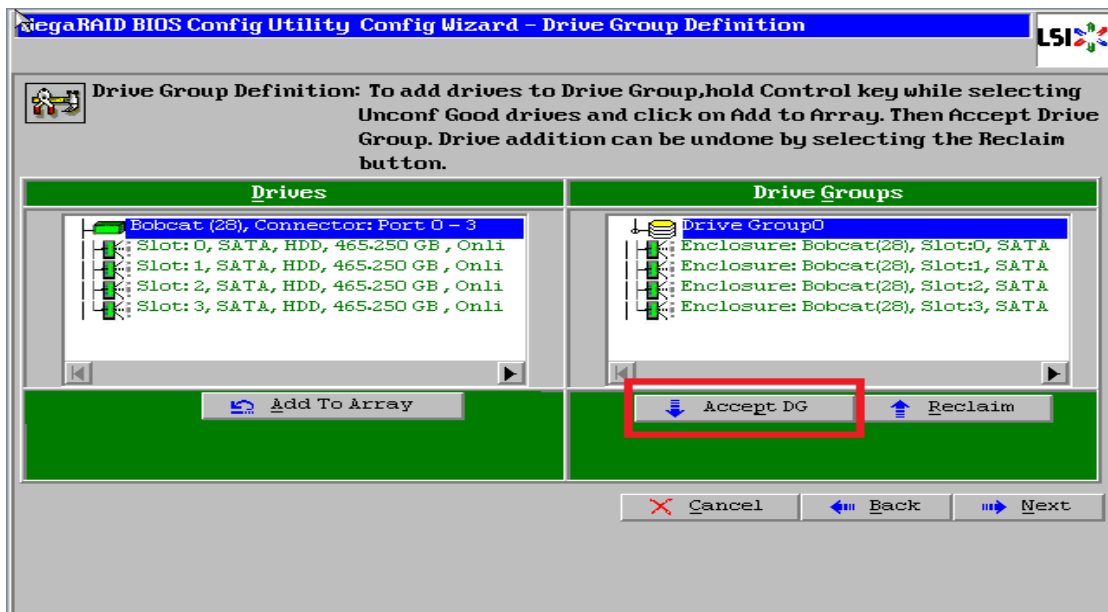 MegaRAID BIOS Config Utility Config Wizard - Drive Group Definition
LSI
Drive Group Definition: To add drives to Drive Group,hold Control key while selecting
Unconf Good drives and click on Add to Array. Then Accept Drive
Group. Drive addition can be undone by selecting the Reclaim
button.
Drives
Bobcat (28), Connector: Port 0 - 3
Slot: 0, SATA, HDD, 465.250 GB , Onli
Slot: 1, SATA, HDD, 465.250 GB , Onli
Slot: 2, SATA, HDD, 465.250 GB , Onli
Slot: 3, SATA, HDD, 465.250 GB , Onli
Add To Array
Drive Groups
Drive Group0
Enclosure: Bobcat(28), Slot:0, SATA
Enclosure: Bobcat(28), Slot:1, SATA
Enclosure: Bobcat(28), Slot:2, SATA
Enclosure: Bobcat(28), Slot:3, SATA
Accept DG
Reclaim
Cancel
Back
Next